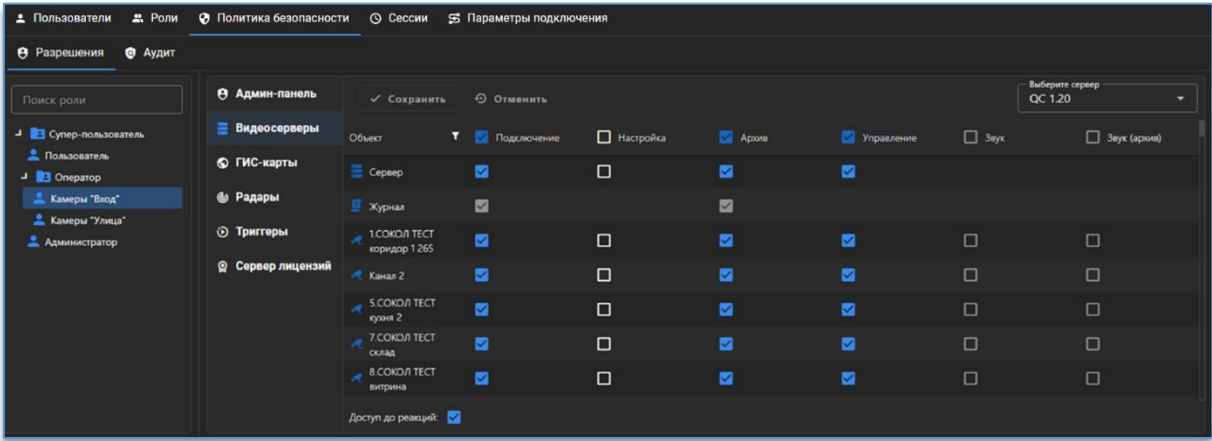 Пользователи Роли Политика безопасности Сессии Параметры подключения
Разрешения Аудит
Поиск роли
Супер-пользователь
Пользователь
Оператор
Камеры "Вход"
Камеры "Улица"
Администратор
Админ-панель
Видеосерверы
ГИС-карты
Радары
Триггеры
Сервер лицензий
Сохранить Отменить
Выберите сервер
QC 1.20
Объект Подключение Настройка Архив Управление Звук Звук (архив)
Сервер
Журнал
1.СОКОЛ ТЕСТ
коридор 1 265
Канал 2
5.СОКОЛ ТЕСТ
кухня 2
7.СОКОЛ ТЕСТ
склад
8.СОКОЛ ТЕСТ
витрина
Доступ до реакций: